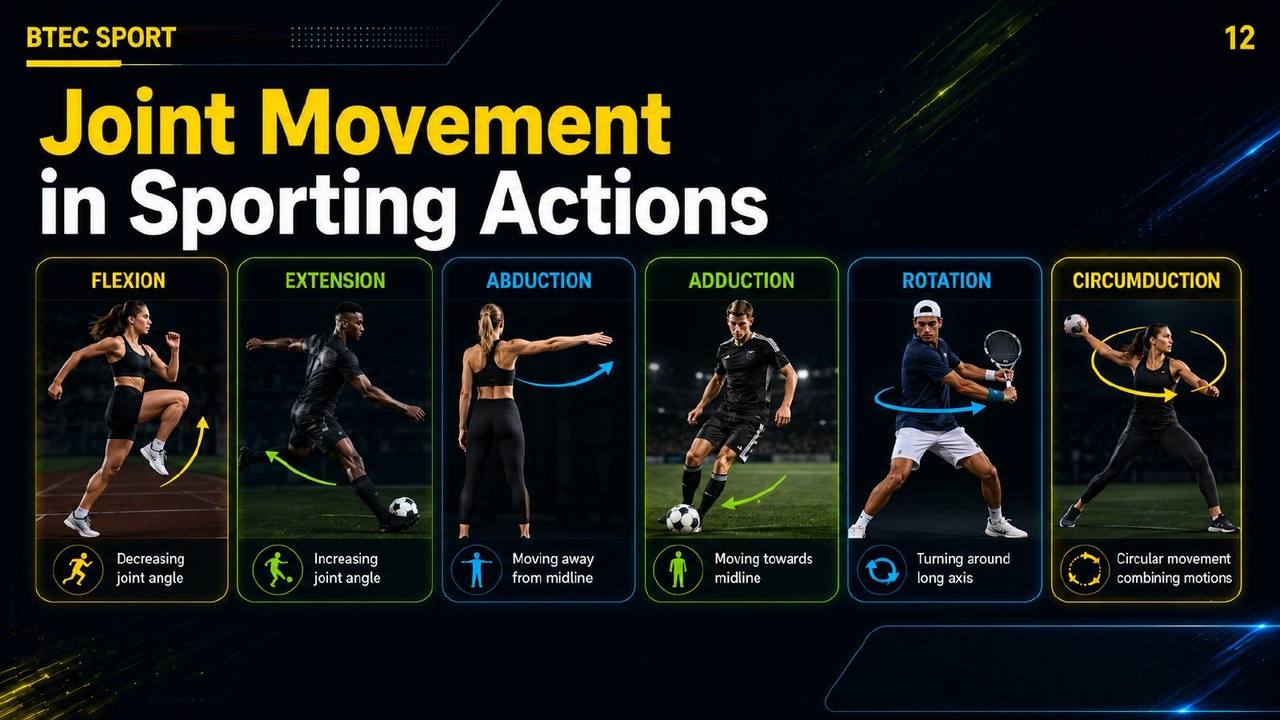 BTEC SPORT
12
Joint Movement
in Sporting Actions
FLEXION
Decreasing
joint angle
EXTENSION
Increasing
joint angle
ABDUCTION
Moving away
from midline
ADDUCTION
Moving towards
midline
ROTATION
Turning around
long axis
CIRCUMDUCTION
Circular movement
combining motions